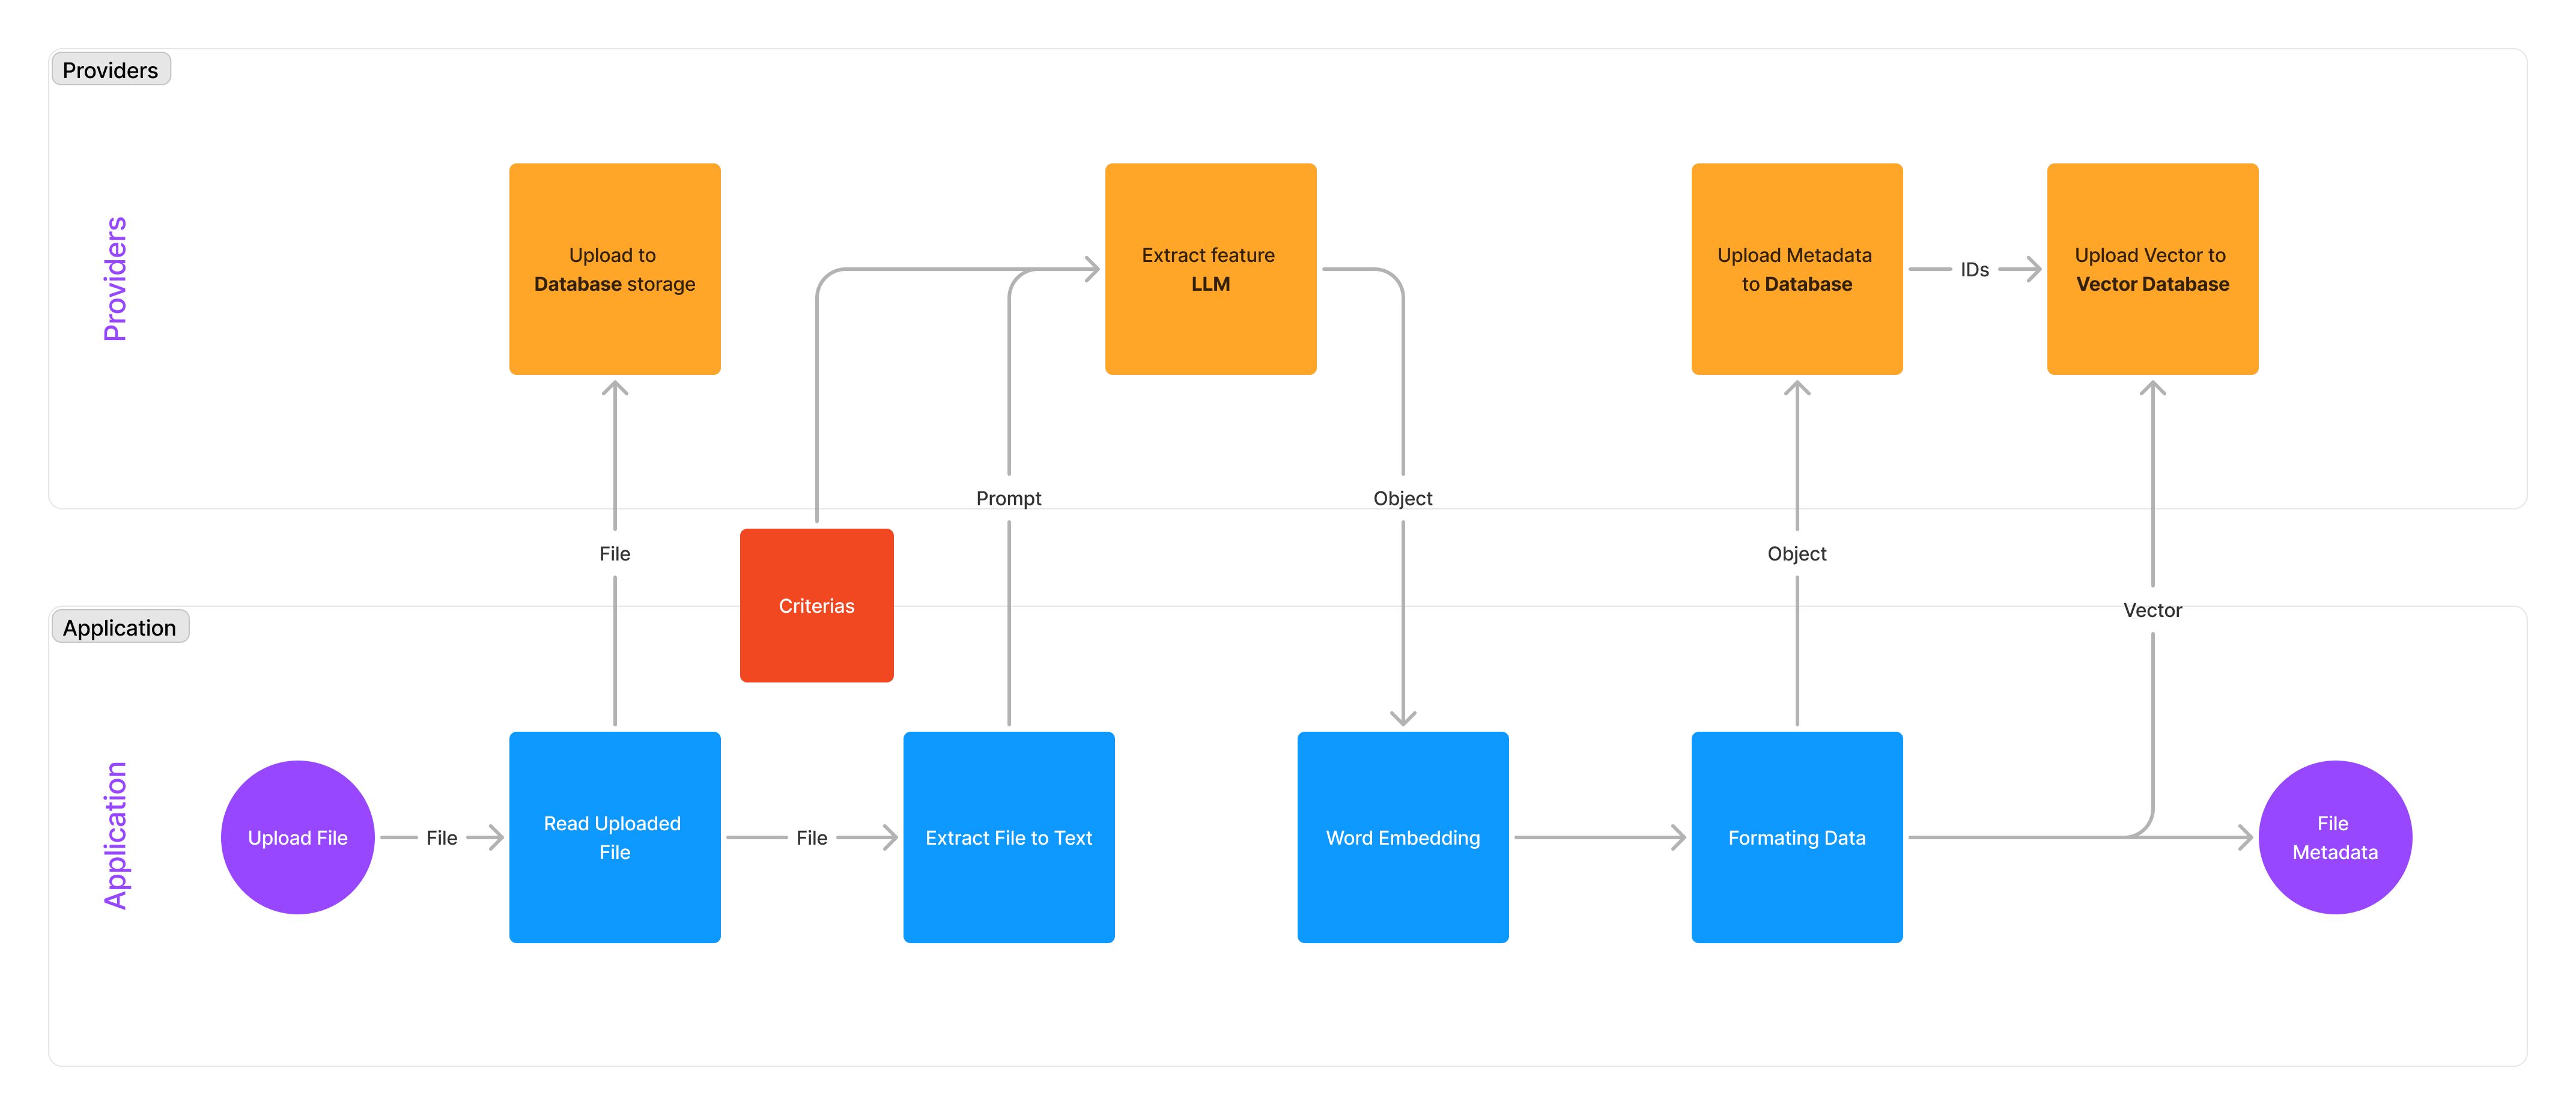 Providers
Providers
Upload to
Database storage
Extract feature
LLM
Upload Metadata
to Database
IDs
Upload Vector to
Vector Database
Prompt
Object
File
Criterias
Object
Vector
Application
Application
Upload File
File
Read Uploaded
File
File
Extract File to Text
Word Embedding
Formating Data
File
Metadata